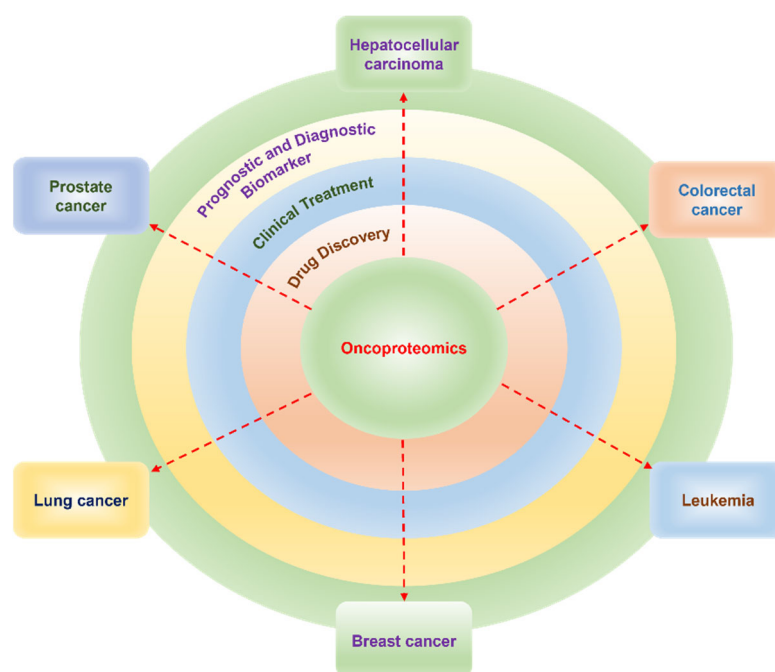 Hepatocellular
carcinoma
Prognostic and Diagnostic
Biomarker
Prostate
cancer
Colorectal
cancer
Clinical Treatment
Drug Discovery
Oncoproteomics
Lung cancer
Leukemia
Breast cancer